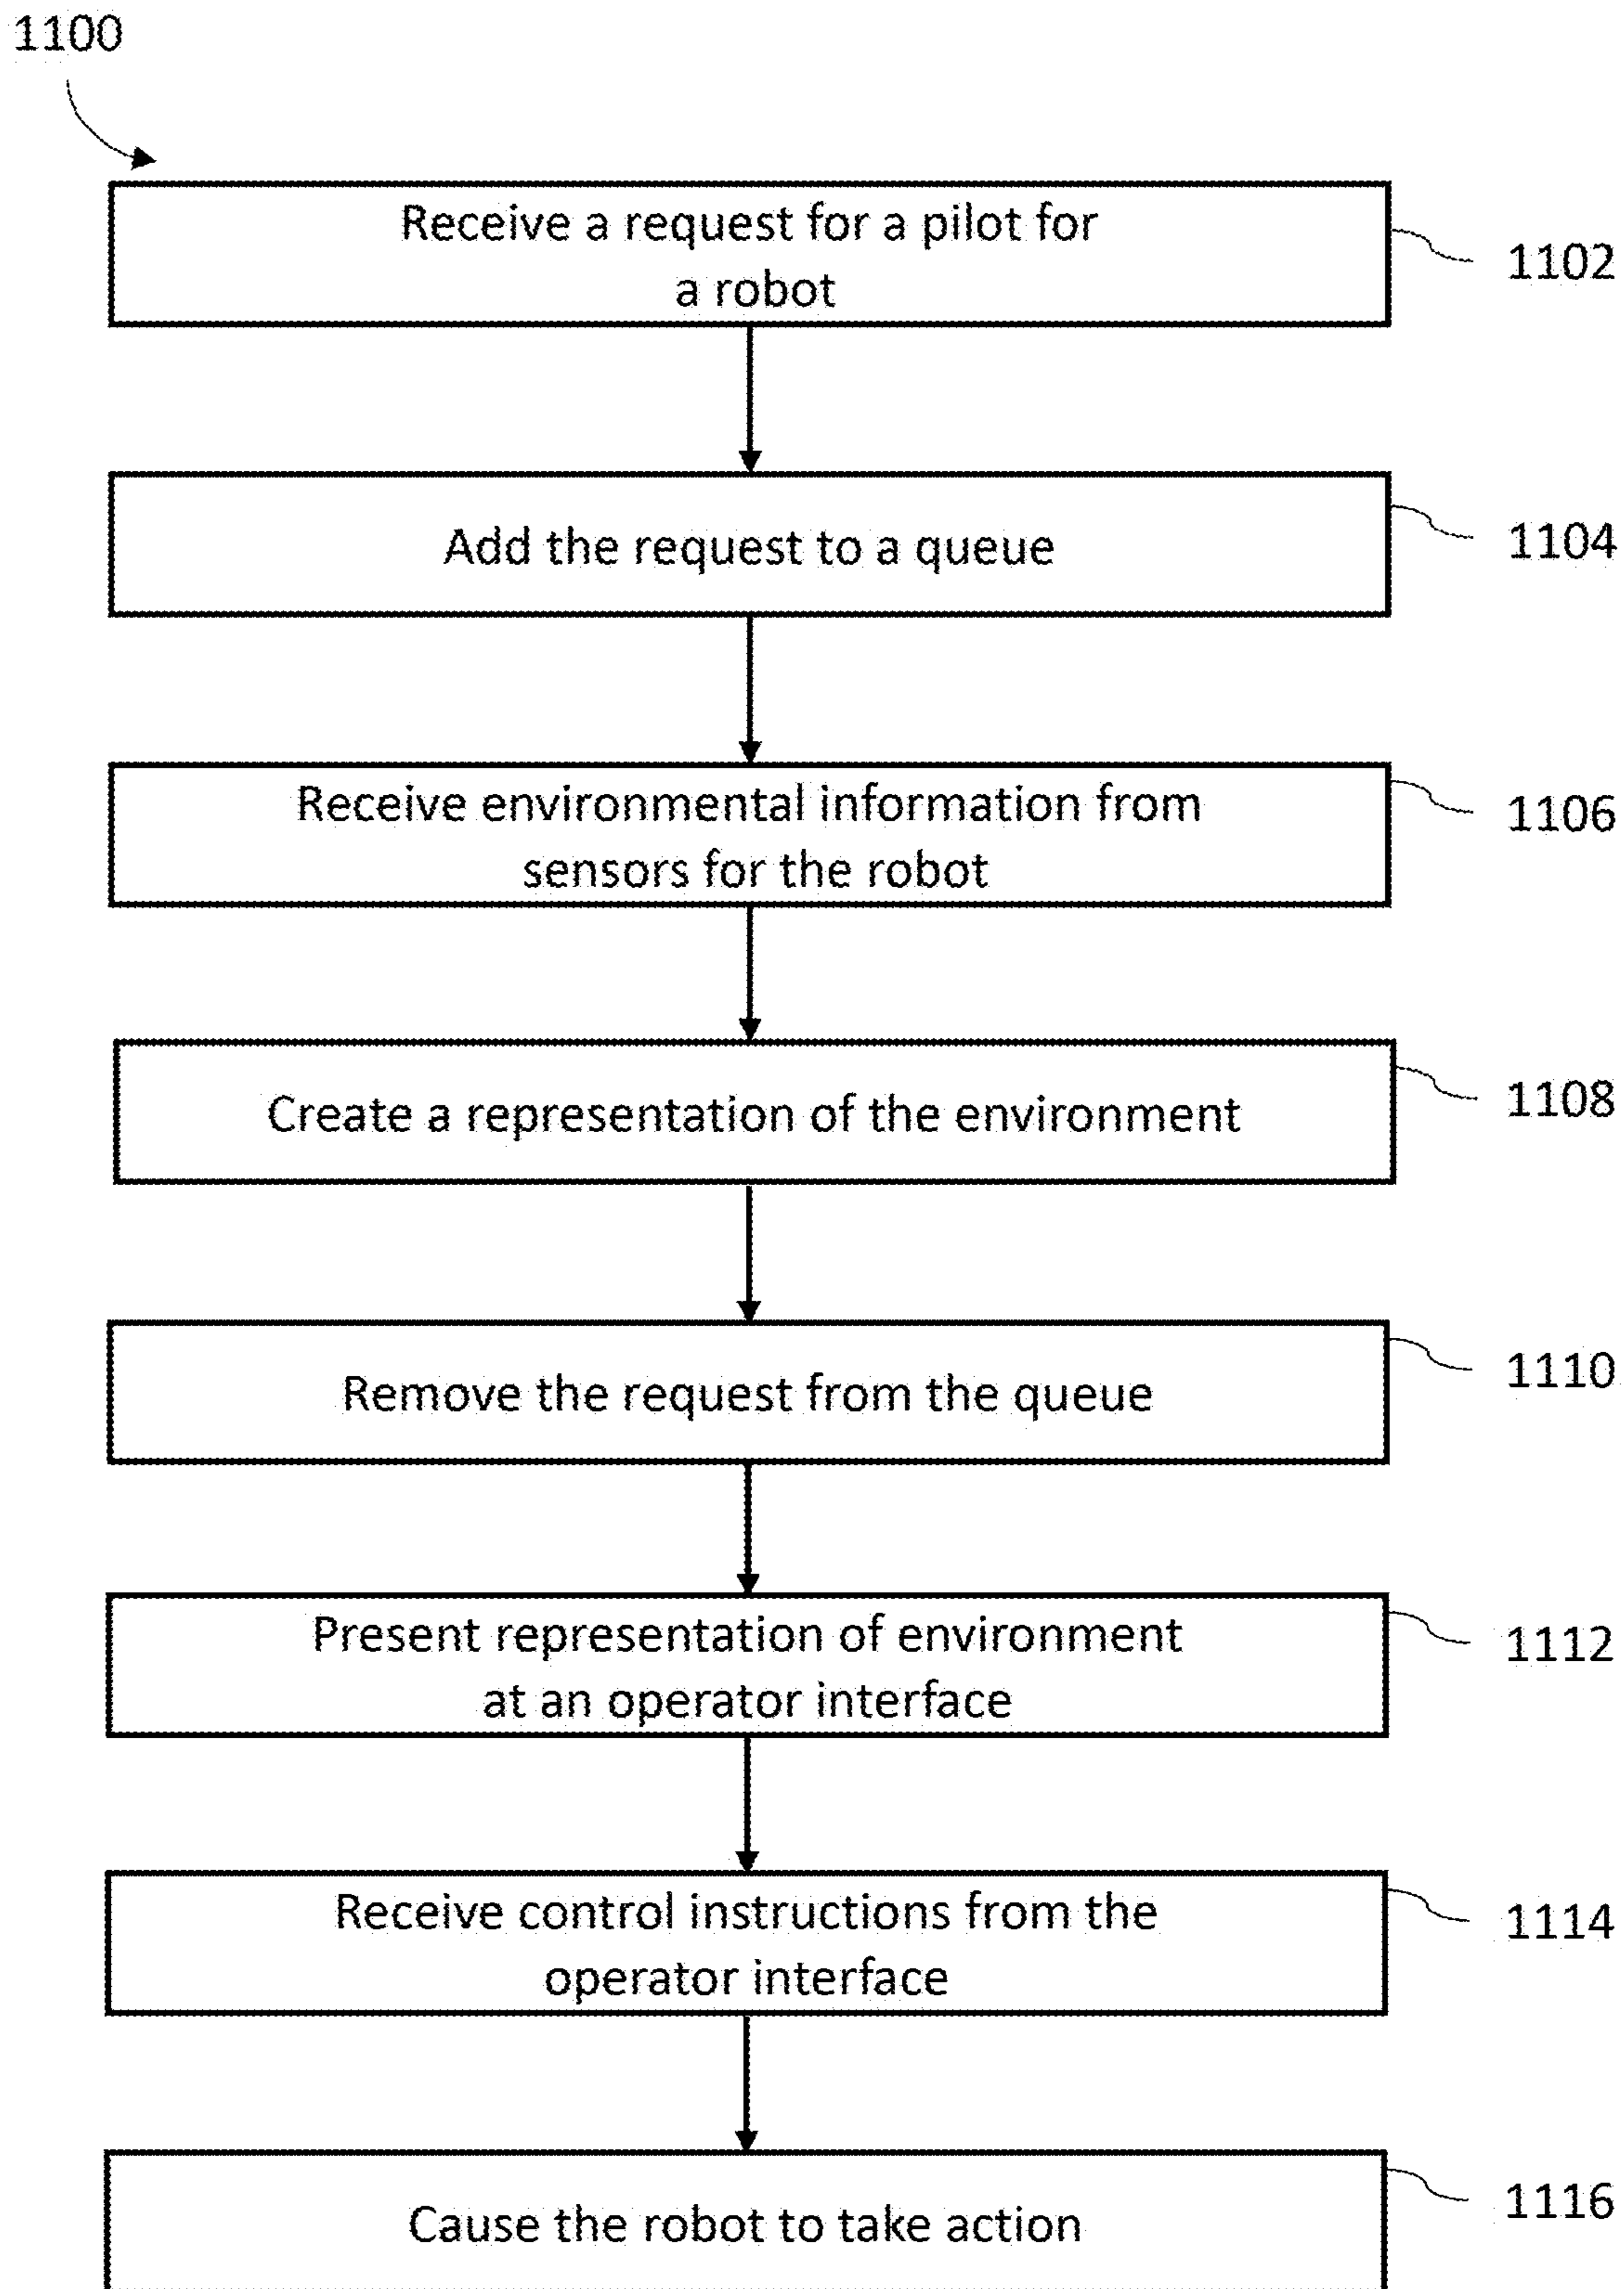 1100
Receive a request for a pilot for
a robot
1102
Add the request to a queue
1104
Receive environmental information from
sensors for the robot
1106
Create a representation of the environment
1108
Remove the request from the queue
1110
Present representation of environment
at an operator interface
1112
Receive control instructions from the
operator interface
1114
Cause the robot to take action
1116